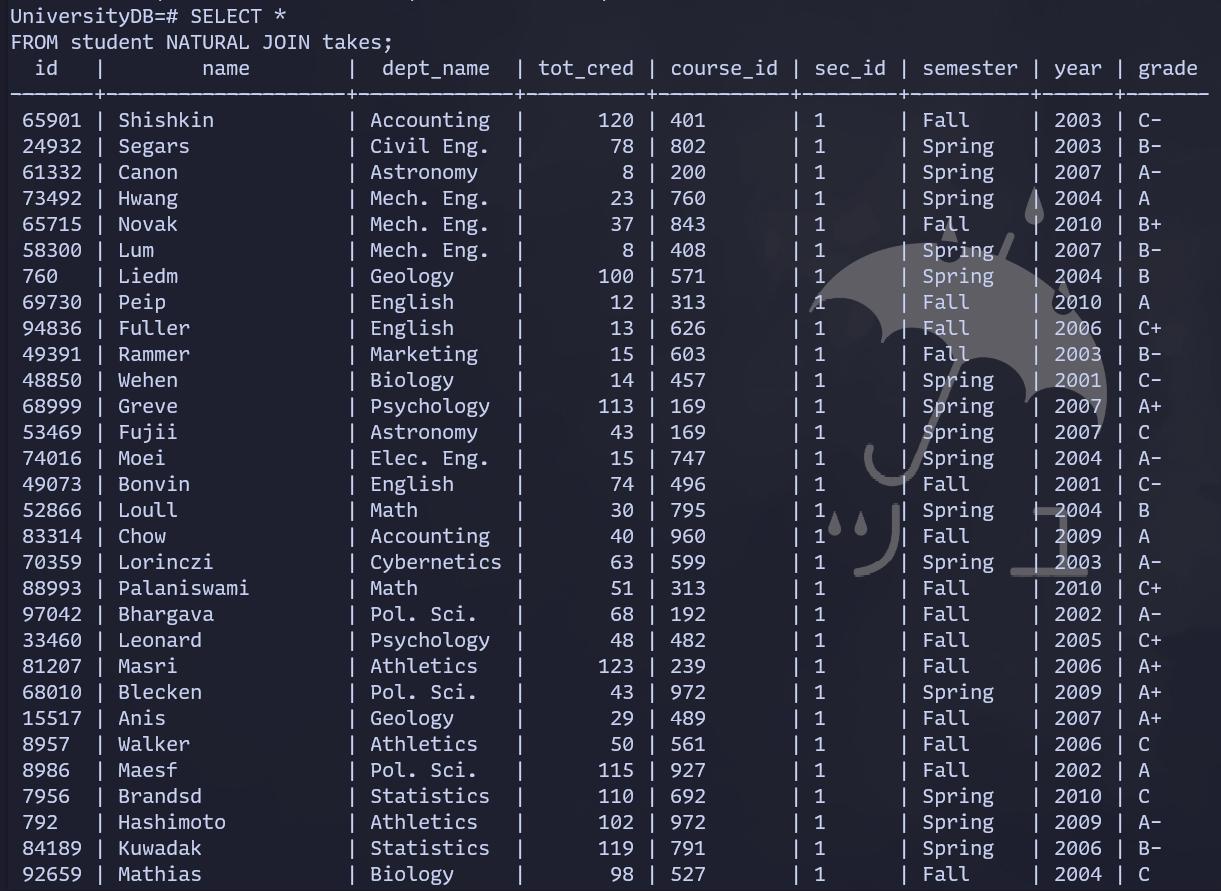 UniversityDB=# SELECT *
FROM student NATURAL JOIN takes;
  id   |        name        |  dept_name  | tot_cred | course_id | sec_id | semester | year | grade
-------+--------------------+-------------+----------+-----------+--------+----------+------+-------
 65901 | Shishkin           | Accounting  |      120 | 401       | 1      | Fall     | 2003 | C-
 24932 | Segars             | Civil Eng.  |       78 | 802       | 1      | Spring   | 2003 | B-
 61332 | Canon              | Astronomy   |        8 | 200       | 1      | Spring   | 2007 | A-
 73492 | Hwang              | Mech. Eng.  |       23 | 760       | 1      | Spring   | 2004 | A
 65715 | Novak              | Mech. Eng.  |       37 | 843       | 1      | Fall     | 2010 | B+
 58300 | Lum                | Mech. Eng.  |        8 | 408       | 1      | Spring   | 2007 | B-
 760   | Liedm              | Geology     |      100 | 571       | 1      | Spring   | 2004 | B
 69730 | Peip               | English     |       12 | 313       | 1      | Fall     | 2010 | A
 94836 | Fuller             | English     |       13 | 626       | 1      | Fall     | 2006 | C+
 49391 | Rammer             | Marketing   |       15 | 603       | 1      | Fall     | 2003 | B-
 48850 | Wehen              | Biology     |       14 | 457       | 1      | Spring   | 2001 | C-
 68999 | Greve              | Psychology  |      113 | 169       | 1      | Spring   | 2007 | A+
 53469 | Fujii              | Astronomy   |       43 | 169       | 1      | Spring   | 2007 | C
 74016 | Moei               | Elec. Eng.  |       15 | 747       | 1      | Spring   | 2004 | A-
 49073 | Bonvin             | English     |       74 | 496       | 1      | Fall     | 2001 | C-
 52866 | Loull              | Math        |       30 | 795       | 1      | Spring   | 2004 | B
 83314 | Chow               | Accounting  |       40 | 960       | 1      | Fall     | 2009 | A
 70359 | Lorinczi           | Cybernetics |       63 | 599       | 1      | Spring   | 2003 | A-
 88993 | Palaniswami        | Math        |       51 | 313       | 1      | Fall     | 2010 | C+
 97042 | Bhargava           | Pol. Sci.   |       68 | 192       | 1      | Fall     | 2002 | A-
 33460 | Leonard            | Psychology  |       48 | 482       | 1      | Fall     | 2005 | C+
 81207 | Masri              | Athletics   |      123 | 239       | 1      | Fall     | 2006 | A+
 68010 | Blecken            | Pol. Sci.   |       43 | 972       | 1      | Spring   | 2009 | A+
 15517 | Anis               | Geology     |       29 | 489       | 1      | Fall     | 2007 | A+
 8957  | Walker             | Athletics   |       50 | 561       | 1      | Fall     | 2006 | C
 8986  | Maesf              | Pol. Sci.   |      115 | 927       | 1      | Fall     | 2002 | A
 7956  | Brandsd            | Statistics  |      110 | 692       | 1      | Spring   | 2010 | C
 792   | Hashimoto          | Athletics   |      102 | 972       | 1      | Spring   | 2009 | A-
 84189 | Kuwadak            | Statistics  |      119 | 791       | 1      | Spring   | 2006 | B-
 92659 | Mathias            | Biology     |       98 | 527       | 1      | Fall     | 2004 | C